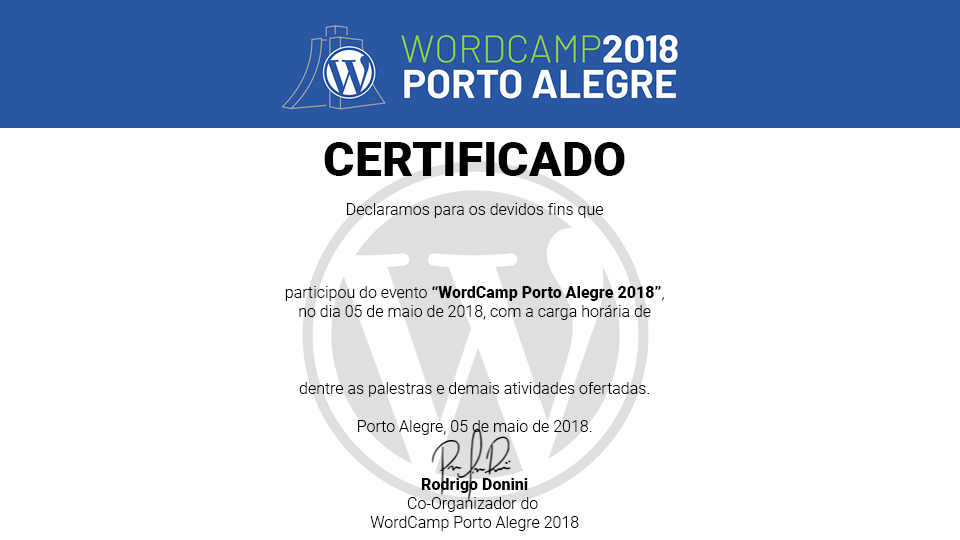 WORDCAMP2018
PORTO ALEGRE
CERTIFICADO
Declaramos para os devidos fins que
participou do evento “WordCamp Porto Alegre 2018”,
no dia 05 de maio de 2018, com a carga horária de
dentre as palestras e demais atividades ofertadas.
Porto Alegre, 05 de maio de 2018.
Rodrigo Donini
Co-Organizador do
WordCamp Porto Alegre 2018